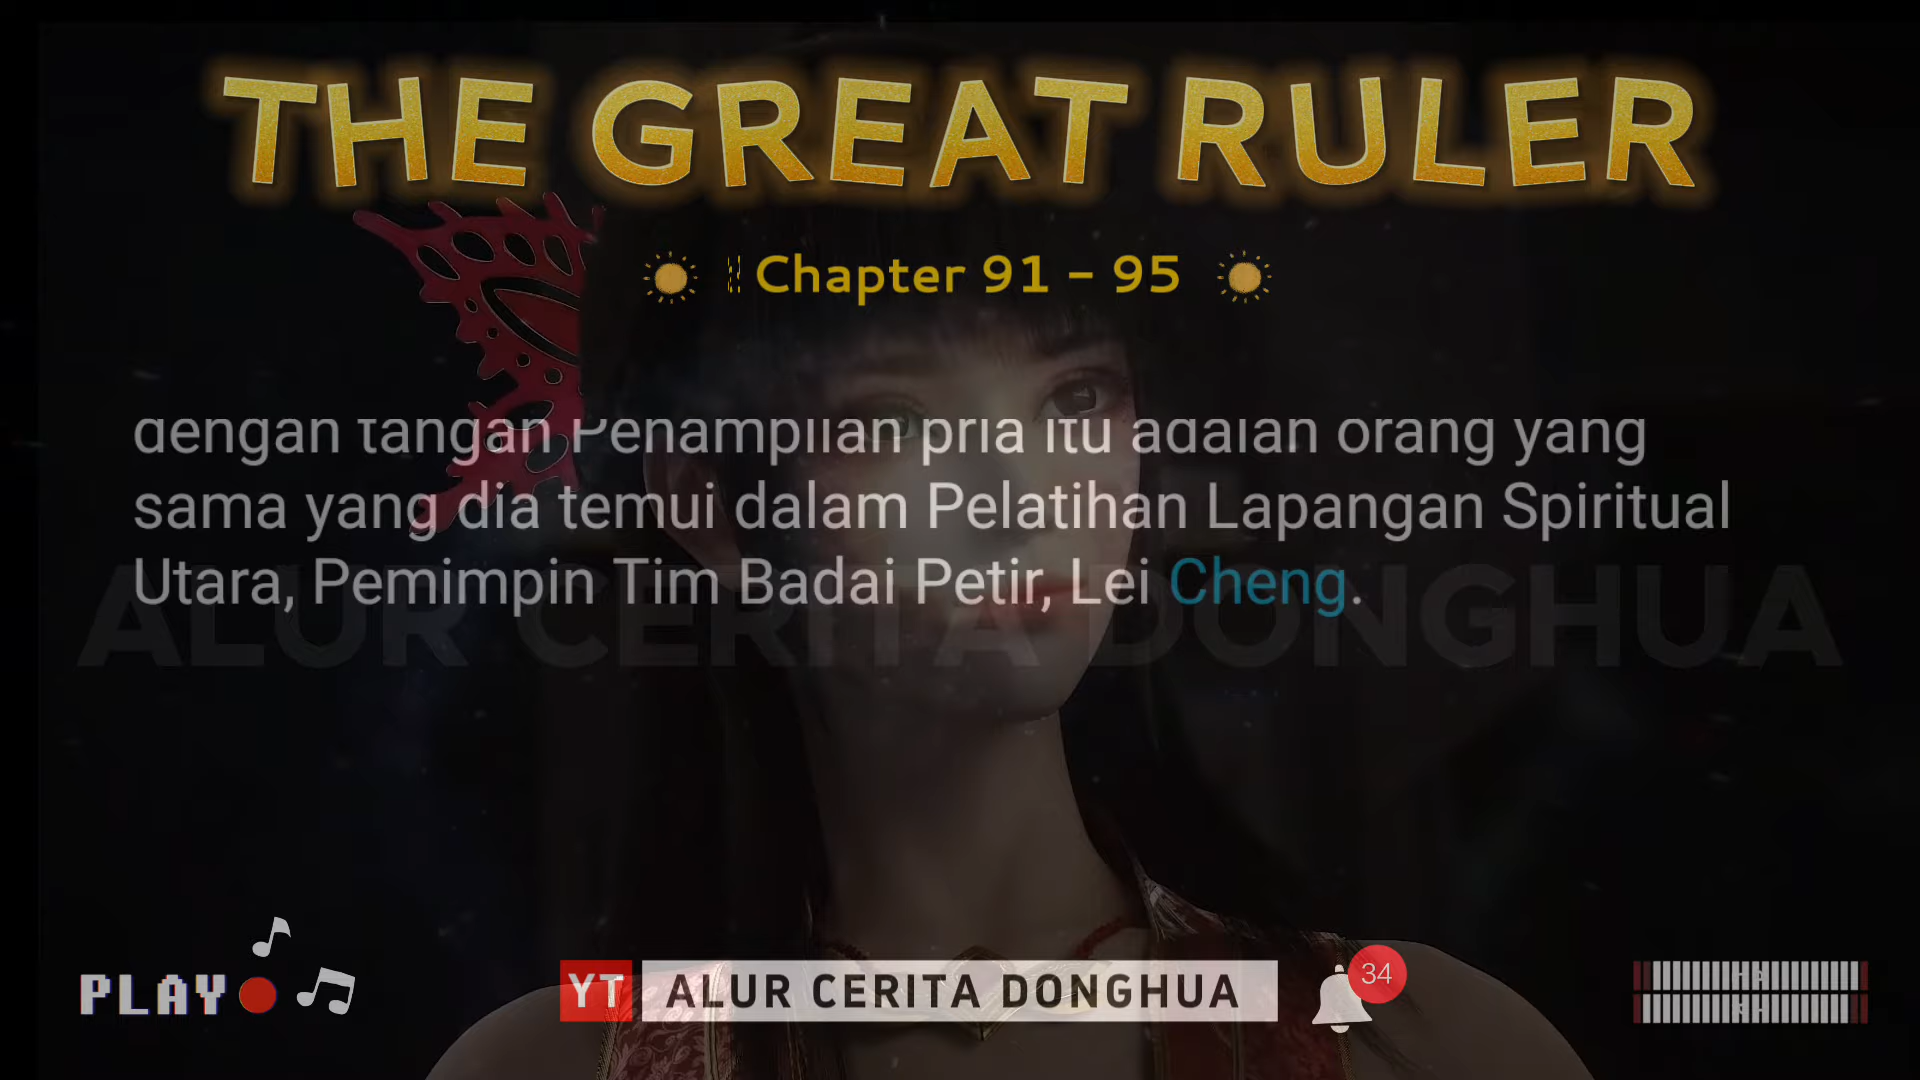 THE GREAT RULER
Chapter 91 - 95
dengan tangan Penampilan pria itu adalah orang yang
sama yang dia temui dalam Pelatihan Lapangan Spiritual
Utara, Pemimpin Tim Badai Petir, Lei Cheng.
ALUR CERITA DONGHUA
PLAY
YT ALUR CERITA DONGHUA
34